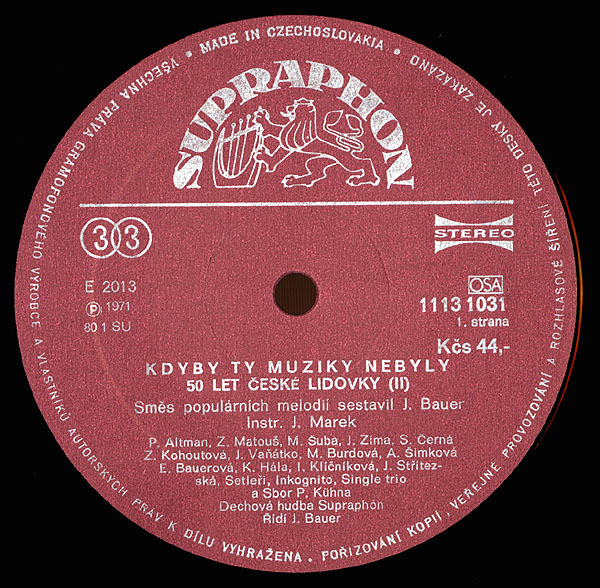 VŠECHNA PRÁVA GRAMOFONOVÉHO VÝROBCE A VLASTNÍKŮ AUTORSKÝCH PRÁV K DÍLU VYHRAŽENA. POŘIZOVÁNÍ KOPIÍ, VEŘEJNÉ PROVOZOVÁNÍ A ROZHLASOVÉ ŠÍŘENÍ TÉTO DESKY JE ZAKÁZÁNO • MADE IN CZECHOSLOVAKIA •
SUPRAPHON
33
STEREO
E 2013
Ⓟ 1971
80 1 SU
OSA
1113 1031
1. strana
Kčs 44,-
KDYBY TY MUZIKY NEBYLY
50 LET ČESKÉ LIDOVKY (II)
Směs populárních melodií sestavil J. Bauer
Instr. J. Marek
P. Altman, Z. Matouš, M. Šuba, J. Zíma, S. Černá
Z. Kohoutová, J. Vaňátko, M. Burdová, A. Šimková
E. Bauerová, K. Hála, I. Klíčníková, J. Střítez-
ská, Setleři, Inkognito, Single trio
a Sbor P. Kühna
Dechová hudba Supraphon
Řídí J. Bauer